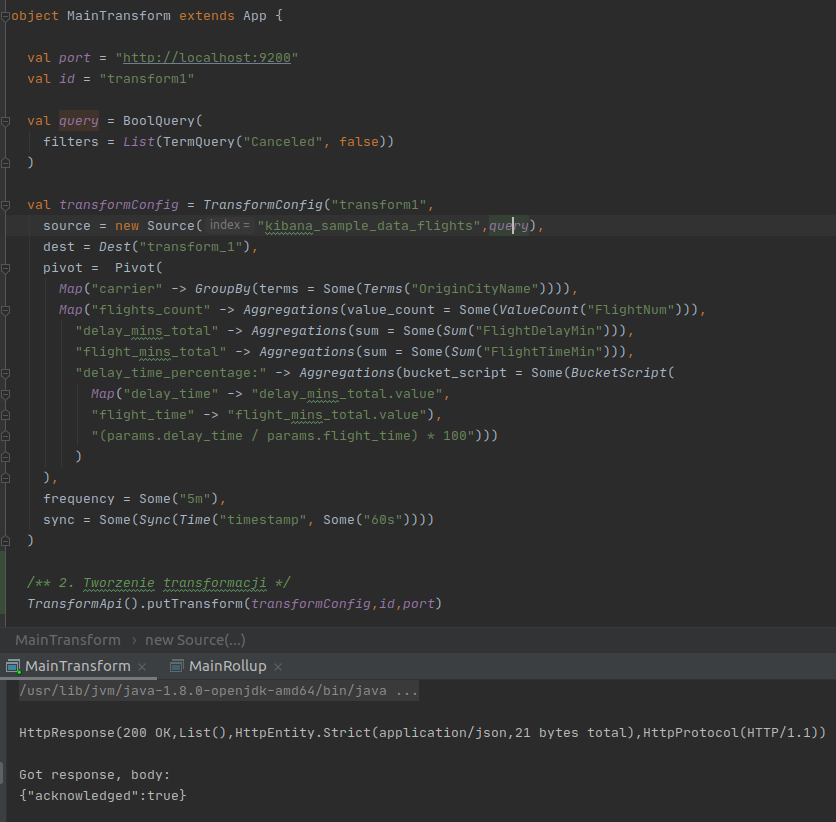 object MainTransform extends App {
val port = "http://localhost:9200"
val id = "transform1"
val query = BoolQuery(
filters = List(TermQuery("Canceled", false))
)
val transformConfig = TransformConfig("transform1",
source = new Source( index = "kibana_sample_data_flights",query),
dest = Dest("transform_1"),
pivot =  Pivot(
Map("carrier" -> GroupBy(terms = Some(Terms("OriginCityName")))),
Map("flights_count" -> Aggregations(value_count = Some(ValueCount("FlightNum"))),
"delay_mins_total" -> Aggregations(sum = Some(Sum("FlightDelayMin"))),
"flight_mins_total" -> Aggregations(sum = Some(Sum("FlightTimeMin"))),
"delay_time_percentage:" -> Aggregations(bucket_script = Some(BucketScript(
Map("delay_time" -> "delay_mins_total.value",
"flight_time" -> "flight_mins_total.value"),
"(params.delay_time / params.flight_time) * 100")))
)
),
frequency = Some("5m"),
sync = Some(Sync(Time("timestamp", Some("60s"))))
)
/** 2. Tworzenie transformacji */
TransformApi().putTransform(transformConfig,id,port)
MainTransform › new Source(...)
MainTransform × MainRollup ×
/usr/lib/jvm/java-1.8.0-openjdk-amd64/bin/java ...
HttpResponse(200 OK,List(),HttpEntity.Strict(application/json,21 bytes total),HttpProtocol(HTTP/1.1))
Got response, body:
{"acknowledged":true}